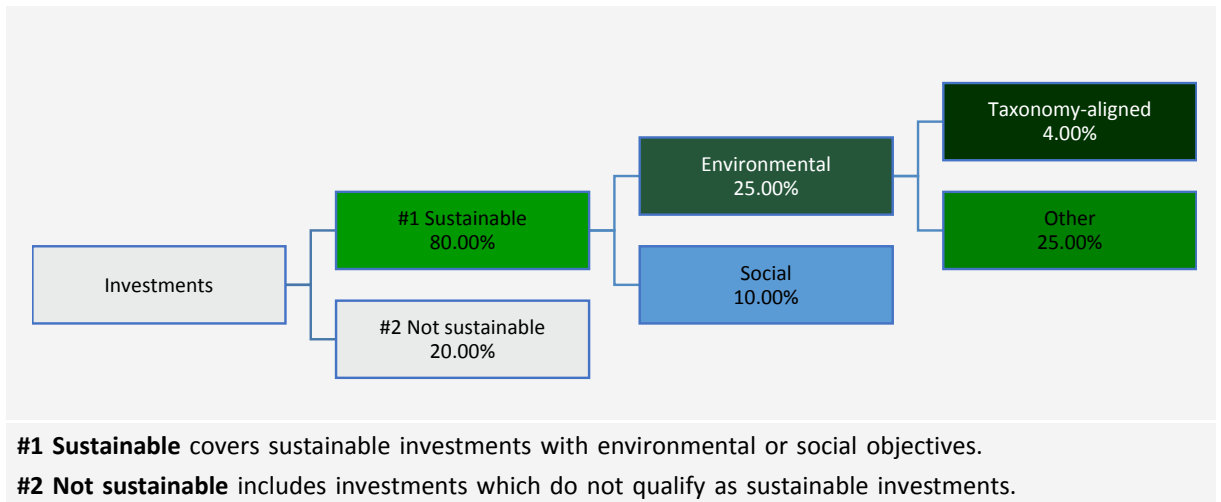 Taxonomy-aligned
4.00%
Environmental
25.00%
#1 Sustainable
80.00%
Other
25.00%
Investments
Social
10.00%
#2 Not sustainable
20.00%
#1 Sustainable covers sustainable investments with environmental or social objectives.
#2 Not sustainable includes investments which do not qualify as sustainable investments.